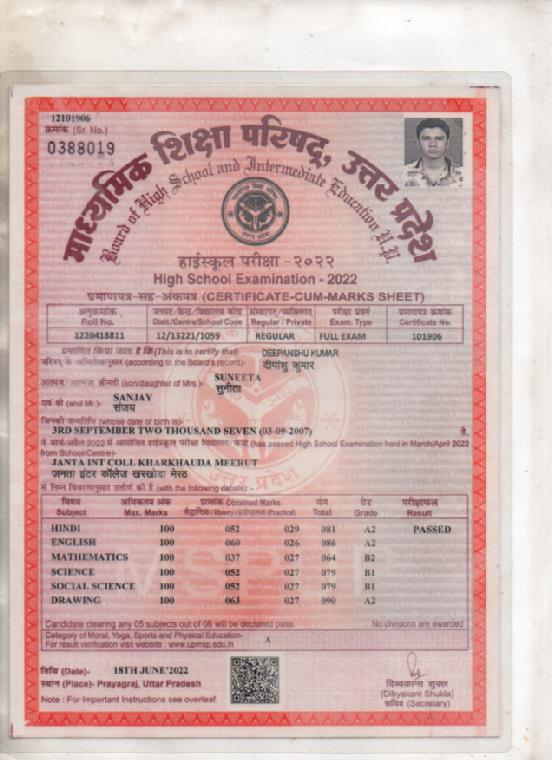 12101906
क्रमांक (Sr. No.)
0388019
माध्यमिक शिक्षा परिषद्, उत्तर प्रदेश
Board of High School and Intermediate Education U.P.
हाईस्कूल परीक्षा -२०२२
High School Examination - 2022
प्रमाणपत्र-सह-अंकपत्र (CERTIFICATE-CUM-MARKS SHEET)
अनुक्रमांक जनपद/केन्द्र/विद्यालय कोड संस्थागत/व्यक्तिगत परीक्षा प्रवर्ग प्रमाणपत्र क्रमांक
Roll No. Distt./Centre/School Code Regular / Private Exam. Type Certificate No.
1220418811 12/13221/1059 REGULAR FULL EXAM 101906
प्रमाणित किया जाता है कि (This is to certify that) DEEPANSHU KUMAR
परिषद के अभिलेखानुसार (according to the board's record)- दीपांशु कुमार
आत्मज/आत्मजा श्रीमती (son/daughter of Mrs.)- SUNEETA
सुनीता
एवं श्री (and Mr.)- SANJAY
संजय
जिनकी जन्मतिथि (whose date of birth is)-
3RD SEPTEMBER TWO THOUSAND SEVEN (03-09-2007) है,
ने मार्च/अप्रैल 2022 में आयोजित हाईस्कूल परीक्षा विद्यालय/केन्द्र (has passed High School Examination held in March/April 2022
from School/Centre)-
JANTA INT COLL KHARKHAUDA MEERUT
जनता इंटर कॉलेज खरखोदा मेरठ
से निम्न विवरणानुसार उत्तीर्ण की है (with the following details):-
विषय अधिकतम अंक प्राप्तांक Obtained Marks योग ग्रेड परीक्षाफल
Subject Max. Marks सैद्धान्तिक (Theory) प्रयोगात्मक (Practical) Total Grade Result
HINDI 100 052 029 081 A2 PASSED
ENGLISH 100 060 026 086 A2
MATHEMATICS 100 037 027 064 B2
SCIENCE 100 052 027 079 B1
SOCIAL SCIENCE 100 052 027 079 B1
DRAWING 100 063 027 090 A2
Candidate clearing any 05 subjects out of 06 will be declared pass. No divisions are awarded
Category of Moral, Yoga, Sports and Physical Education- A
For result verification visit website : www.upmsp.edu.in
तिथि (Date)- 18TH JUNE'2022
स्थान (Place)- Prayagraj, Uttar Pradesh
Note : For Important Instructions see overleaf.
दिव्यकान्त शुक्ल
(Dibyakani Shukla)
सचिव (Secretary)